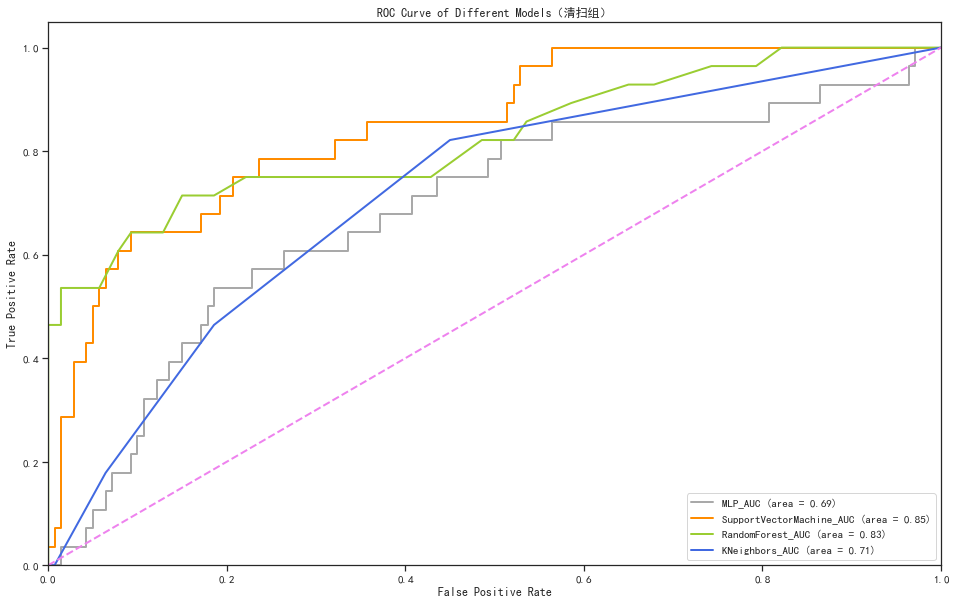 ROC Curve of Different Models（清扫组）
True Positive Rate
1.0
0.8
0.6
0.4
0.2
0.0
0.0 0.2 0.4 0.6 0.8 1.0
False Positive Rate
MLP_AUC (area = 0.69)
SupportVectorMachine_AUC (area = 0.85)
RandomForest_AUC (area = 0.83)
KNeighbors_AUC (area = 0.71)